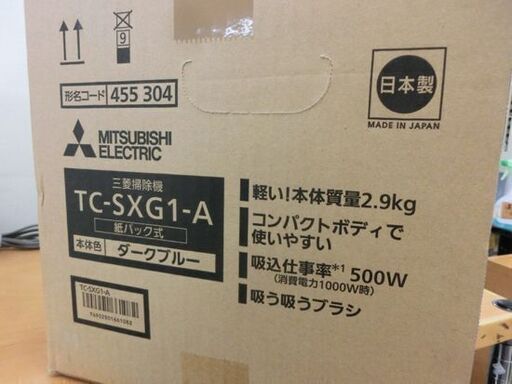 9
形名コード 455 304
日本製
MADE IN JAPAN
MITSUBISHI
ELECTRIC
三菱掃除機
TC-SXG1-A
紙パック式
本体色 ダークブルー
軽い!本体質量2.9kg
コンパクトボディで
使いやすい
吸込仕事率*1 500W
(消費電力1000W時)
吸う吸うブラシ
TC-SXG1-A